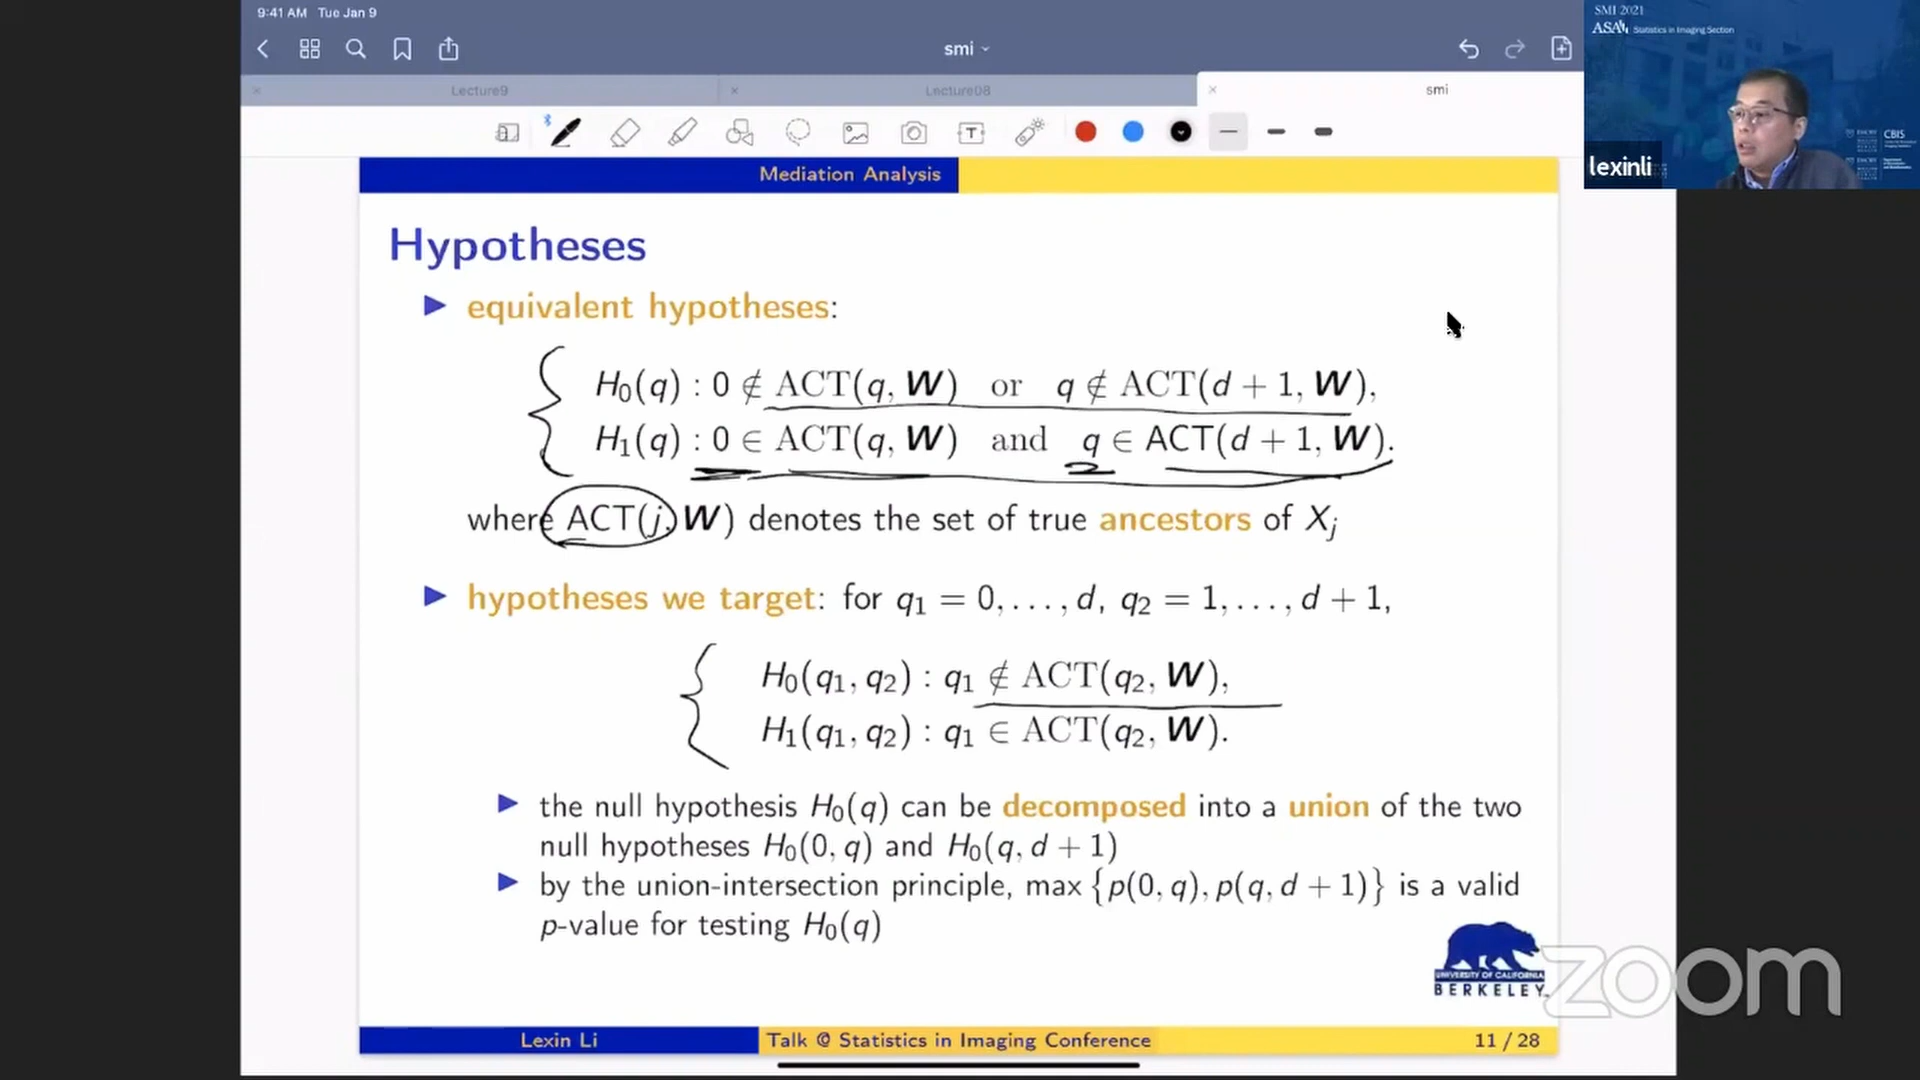 9:41 AM Tue Jan 9
smi
Lecture9
Lecture08
smi
SMI 2021
ASA Statistics in Imaging Section
CBIS
lexinli
Mediation Analysis
Hypotheses
equivalent hypotheses:
H₀(q) : 0 ∉ ACT(q, W) or q ∉ ACT(d + 1, W),
H₁(q) : 0 ∈ ACT(q, W) and q ∈ ACT(d + 1, W).
where ACT(j, W) denotes the set of true ancestors of Xⱼ
hypotheses we target: for q₁ = 0, . . . , d, q₂ = 1, . . . , d + 1,
H₀(q₁, q₂) : q₁ ∉ ACT(q₂, W),
H₁(q₁, q₂) : q₁ ∈ ACT(q₂, W).
the null hypothesis H₀(q) can be decomposed into a union of the two
null hypotheses H₀(0, q) and H₀(q, d + 1)
by the union-intersection principle, max {p(0, q), p(q, d + 1)} is a valid
p-value for testing H₀(q)
UNIVERSITY OF CALIFORNIA
BERKELEY
zoom
Lexin Li
Talk @ Statistics in Imaging Conference
11 / 28